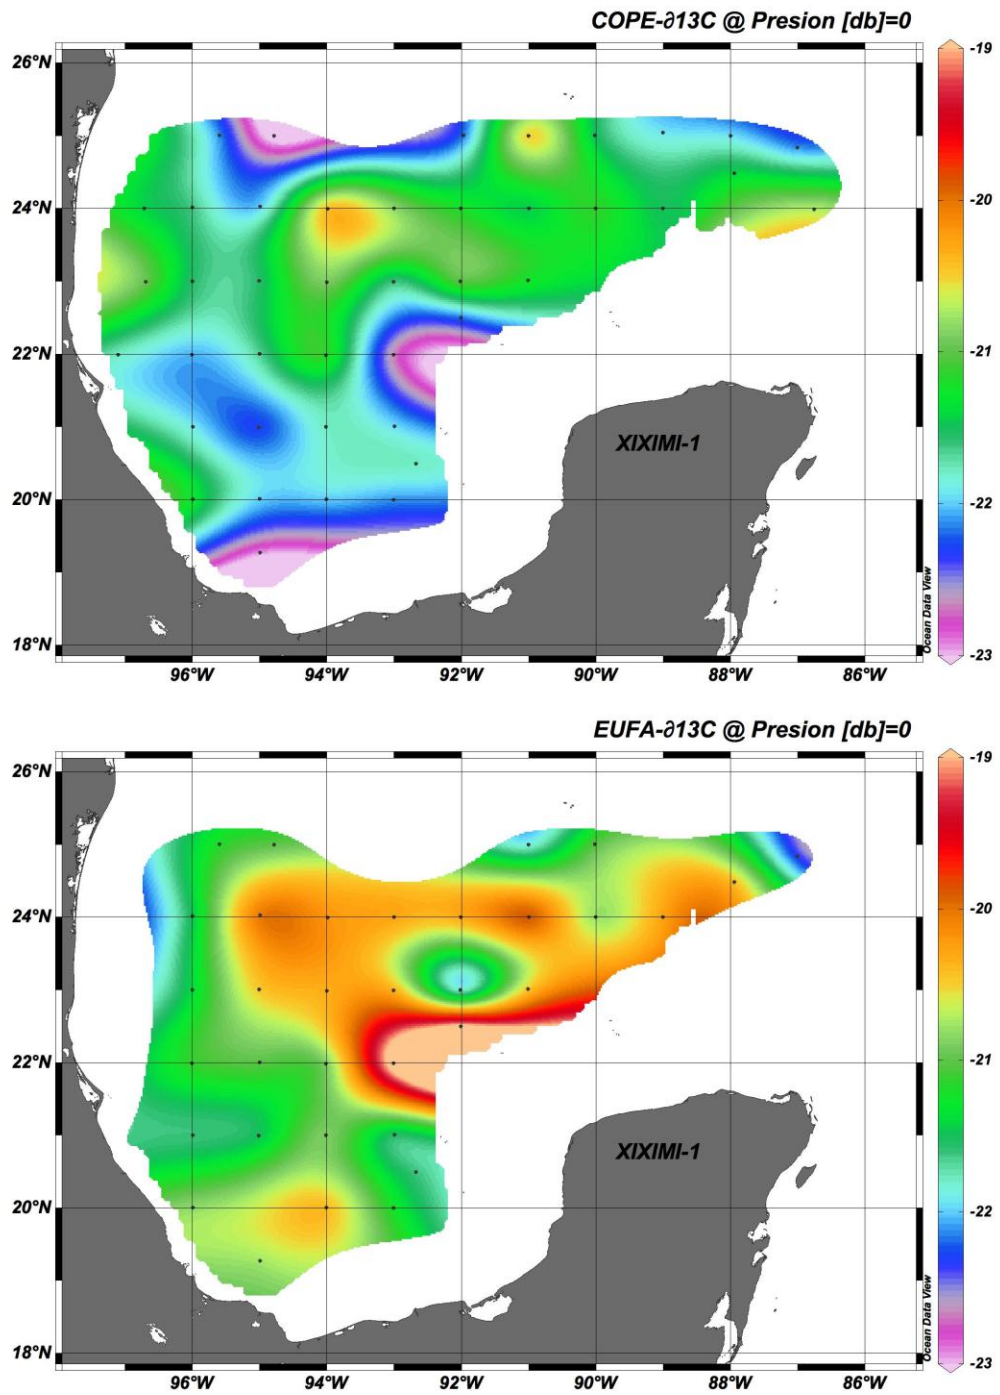 COPE-∂13C @ Presion [db]=0
26°N
24°N
22°N
20°N
18°N
96°W
94°W
92°W
90°W
88°W
86°W
XIXIMI-1
Ocean Data View
-19
-20
-21
-22
-23
EUFA-∂13C @ Presion [db]=0
26°N
24°N
22°N
20°N
18°N
96°W
94°W
92°W
90°W
88°W
86°W
XIXIMI-1
Ocean Data View
-19
-20
-21
-22
-23